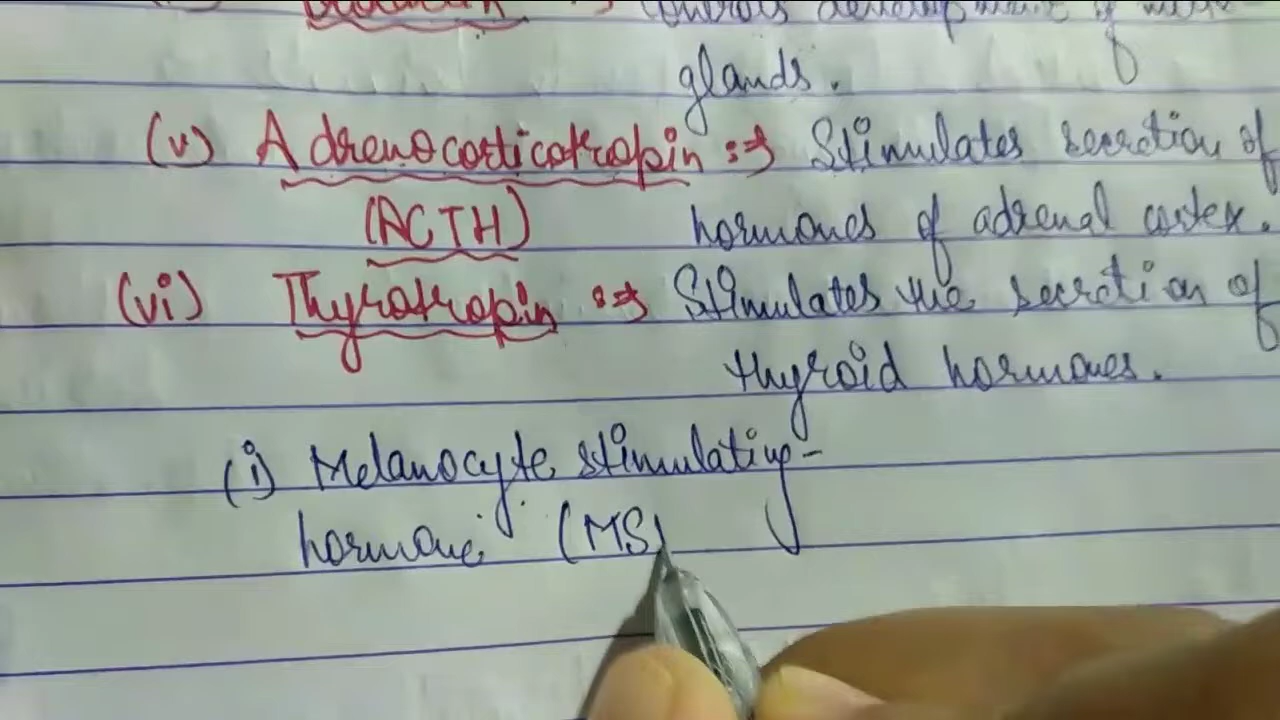 glands.
(v) Adrenocorticotropin :⇒ Stimulates secretion of
(ACTH) hormones of adrenal cortex.
(vi) Thyrotropin :⇒ Stimulates the secretion of
thyroid hormones.
(i) Melanocyte stimulating-
hormone (MS